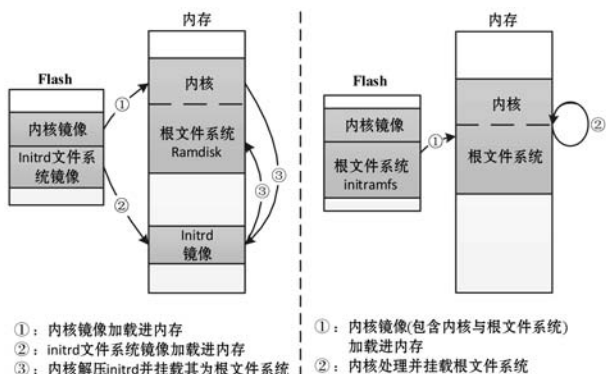 内存
Flash
①
内核
内核镜像
Initrd文件系
统镜像
根文件系统
Ramdisk
③
③
②
Initrd
镜像
①：内核镜像加载进内存
②：initrd文件系统镜像加载进内存
③：内核解压initrd并挂载其为根文件系统
内存
Flash
内核
内核镜像
①
②
根文件系统
initramfs
根文件系统
①：内核镜像(包含内核与根文件系统)
加载进内存
②：内核处理并挂载根文件系统